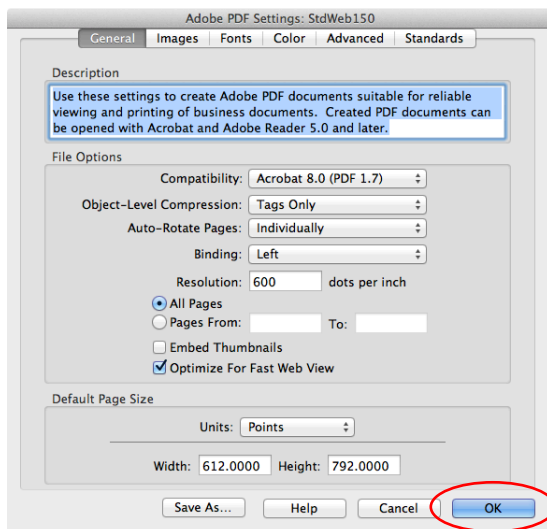 Adobe PDF Settings: StdWeb150
General Images Fonts Color Advanced Standards
Description
Use these settings to create Adobe PDF documents suitable for reliable
viewing and printing of business documents.  Created PDF documents can
be opened with Acrobat and Adobe Reader 5.0 and later.
File Options
Compatibility: Acrobat 8.0 (PDF 1.7)
Object-Level Compression: Tags Only
Auto-Rotate Pages: Individually
Binding: Left
Resolution: 600 dots per inch
All Pages
Pages From: To:
Embed Thumbnails
Optimize For Fast Web View
Default Page Size
Units: Points
Width: 612.0000 Height: 792.0000
Save As... Help Cancel OK